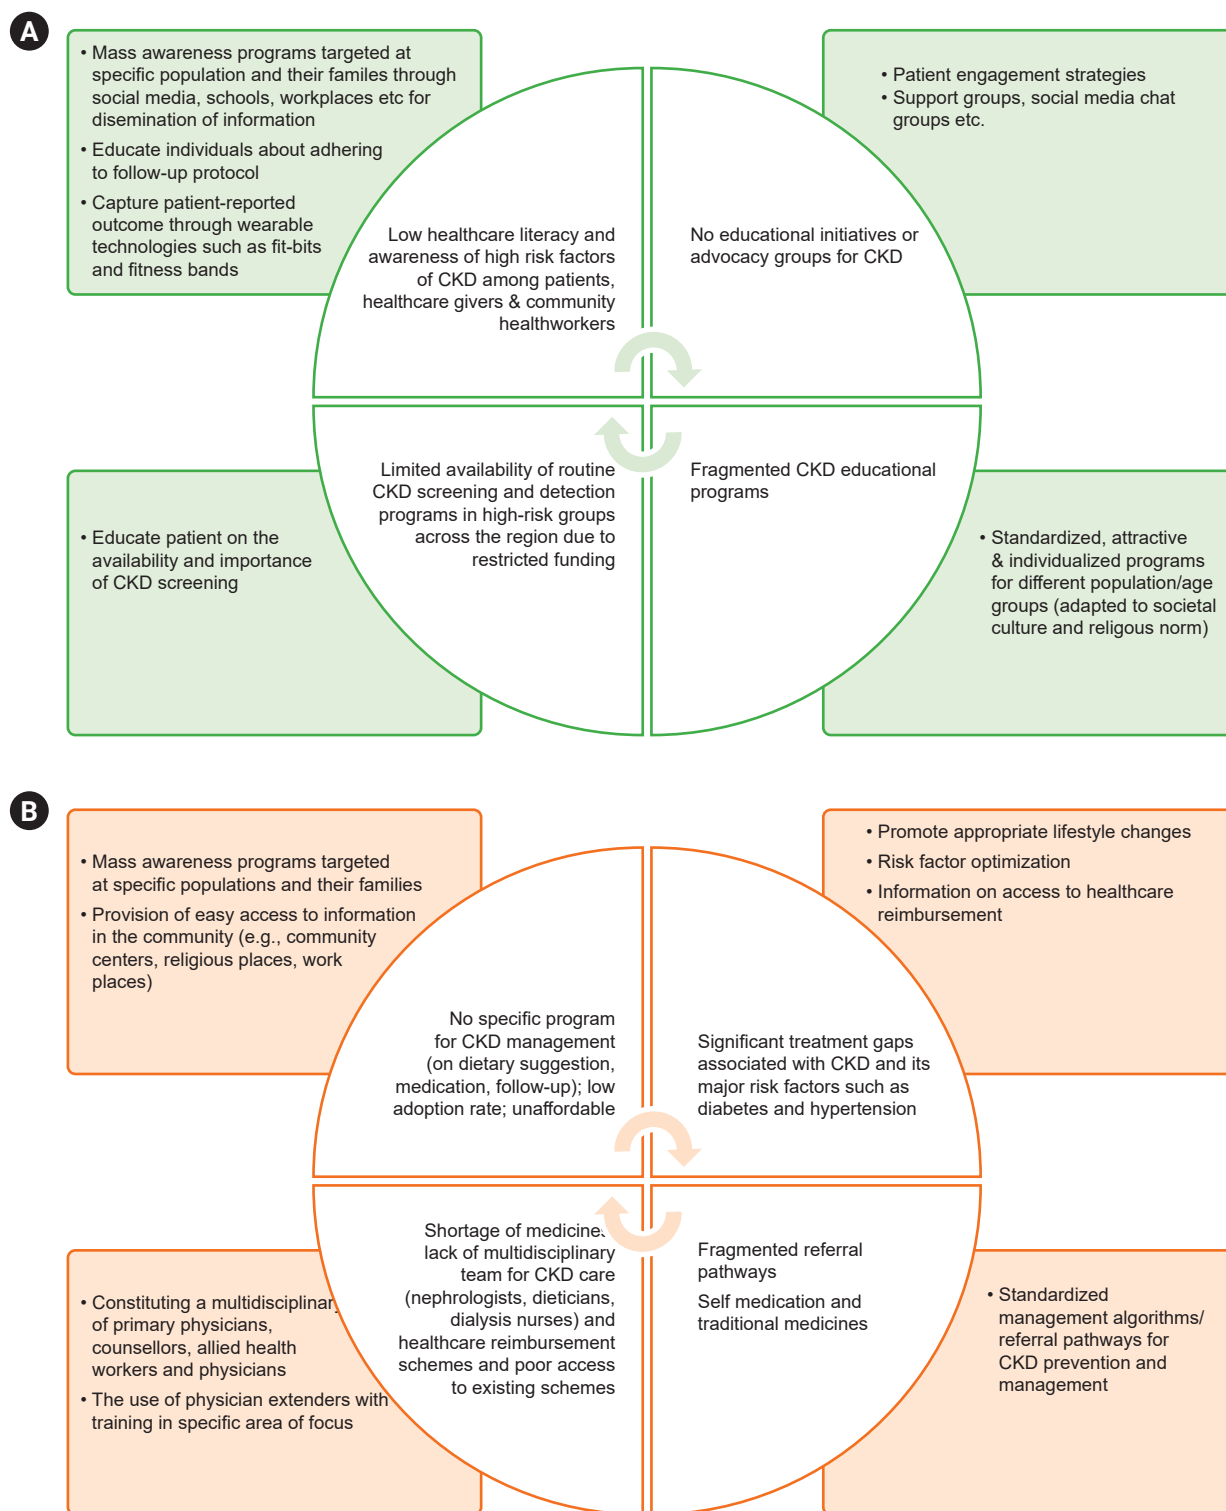 A
• Mass awareness programs targeted at
specific population and their familes through
social media, schools, workplaces etc for
disemination of information
• Educate individuals about adhering
to follow-up protocol
• Capture patient-reported
outcome through wearable
technologies such as fit-bits
and fitness bands
• Patient engagement strategies
• Support groups, social media chat
groups etc.
Low healthcare literacy and
awareness of high risk factors
of CKD among patients,
healthcare givers & community
healthworkers
No educational initiatives or
advocacy groups for CKD
Limited availability of routine
CKD screening and detection
programs in high-risk groups
across the region due to
restricted funding
Fragmented CKD educational
programs
• Educate patient on the
availability and importance
of CKD screening
• Standardized, attractive
& individualized programs
for different population/age
groups (adapted to societal
culture and religous norm)
B
• Mass awareness programs targeted
at specific populations and their families
• Provision of easy access to information
in the community (e.g., community
centers, religious places, work
places)
• Promote appropriate lifestyle changes
• Risk factor optimization
• Information on access to healthcare
reimbursement
No specific program
for CKD management
(on dietary suggestion,
medication, follow-up); low
adoption rate; unaffordable
Significant treatment gaps
associated with CKD and its
major risk factors such as
diabetes and hypertension
Shortage of medicines
lack of multidisciplinary
team for CKD care
(nephrologists, dieticians,
dialysis nurses) and
healthcare reimbursement
schemes and poor access
to existing schemes
Fragmented referral
pathways
Self medication and
traditional medicines
• Constituting a multidisciplinary
of primary physicians,
counsellors, allied health
workers and physicians
• The use of physician extenders with
training in specific area of focus
• Standardized
management algorithms/
referral pathways for
CKD prevention and
management